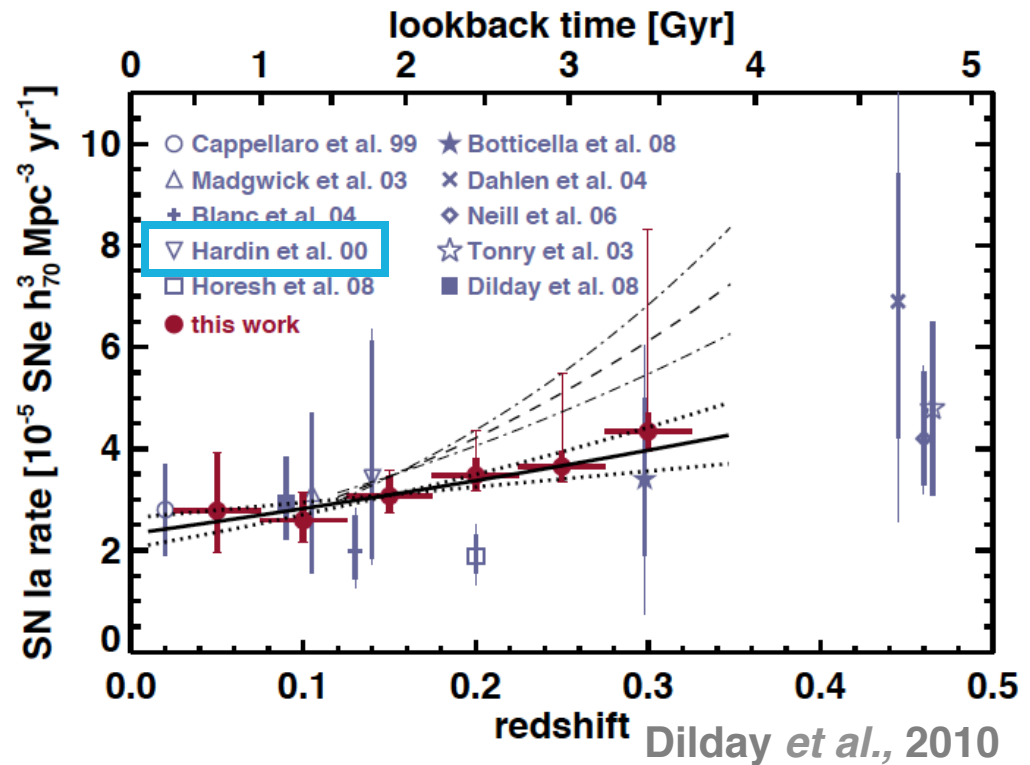 lookback time [Gyr]
0 1 2 3 4 5
SN Ia rate [10⁻⁵ SNe h³₇₀ Mpc⁻³ yr⁻¹]
10
8
6
4
2
0
Cappellaro et al. 99
Madgwick et al. 03
Blanc et al. 04
Hardin et al. 00
Horesh et al. 08
this work
Botticella et al. 08
Dahlen et al. 04
Neill et al. 06
Tonry et al. 03
Dilday et al. 08
0.0 0.1 0.2 0.3 0.4 0.5
redshift
Dilday et al., 2010